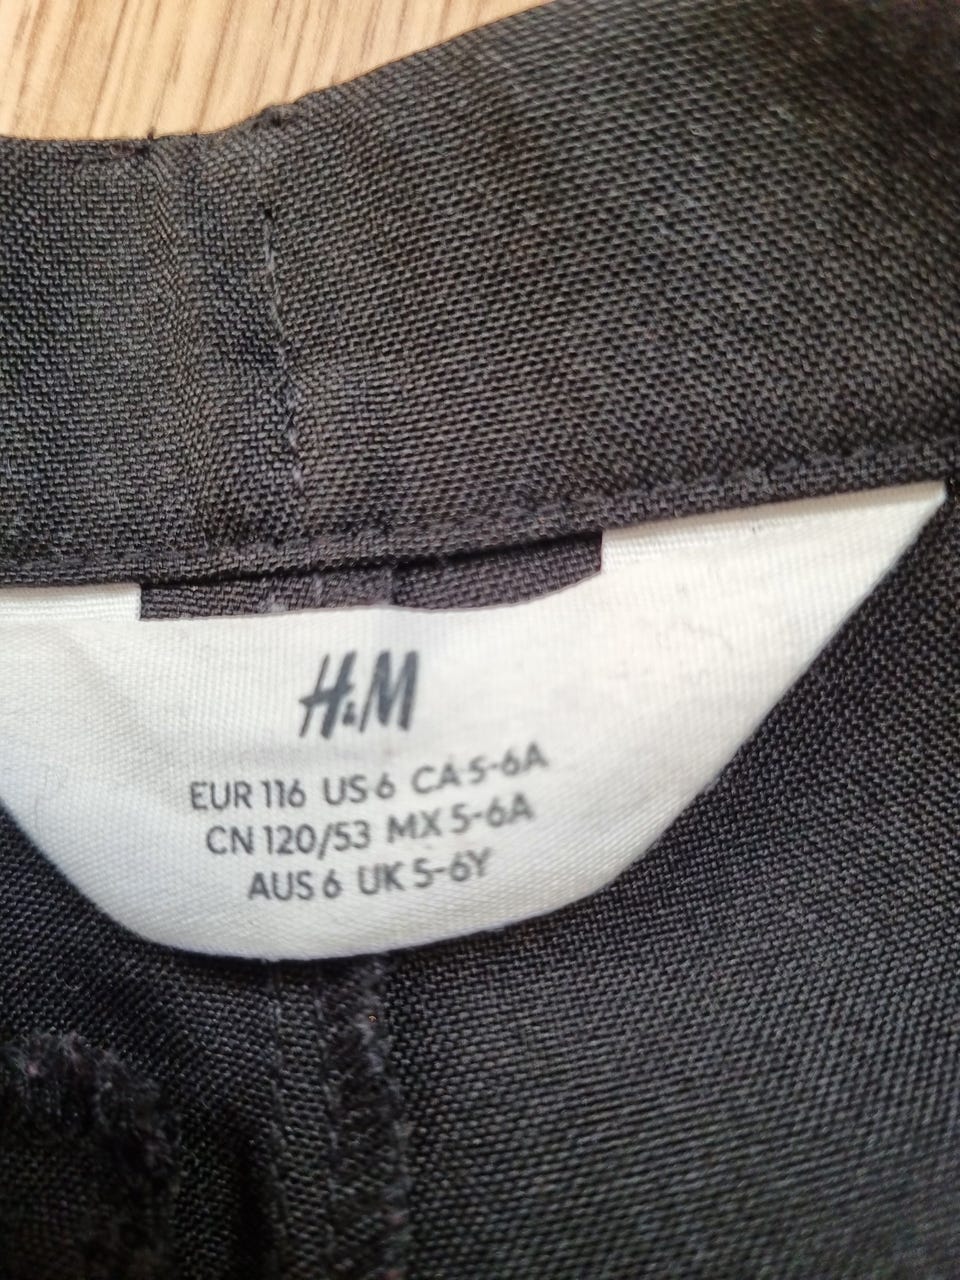 H&M
EUR 116 US 6 CA 5-6A
CN 120/53 MX 5-6A
AUS 6 UK 5-6Y